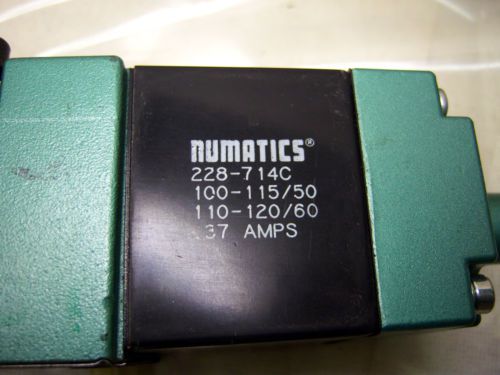 NUMATICS®
228-714C
100-115/50
110-120/60
.37 AMPS